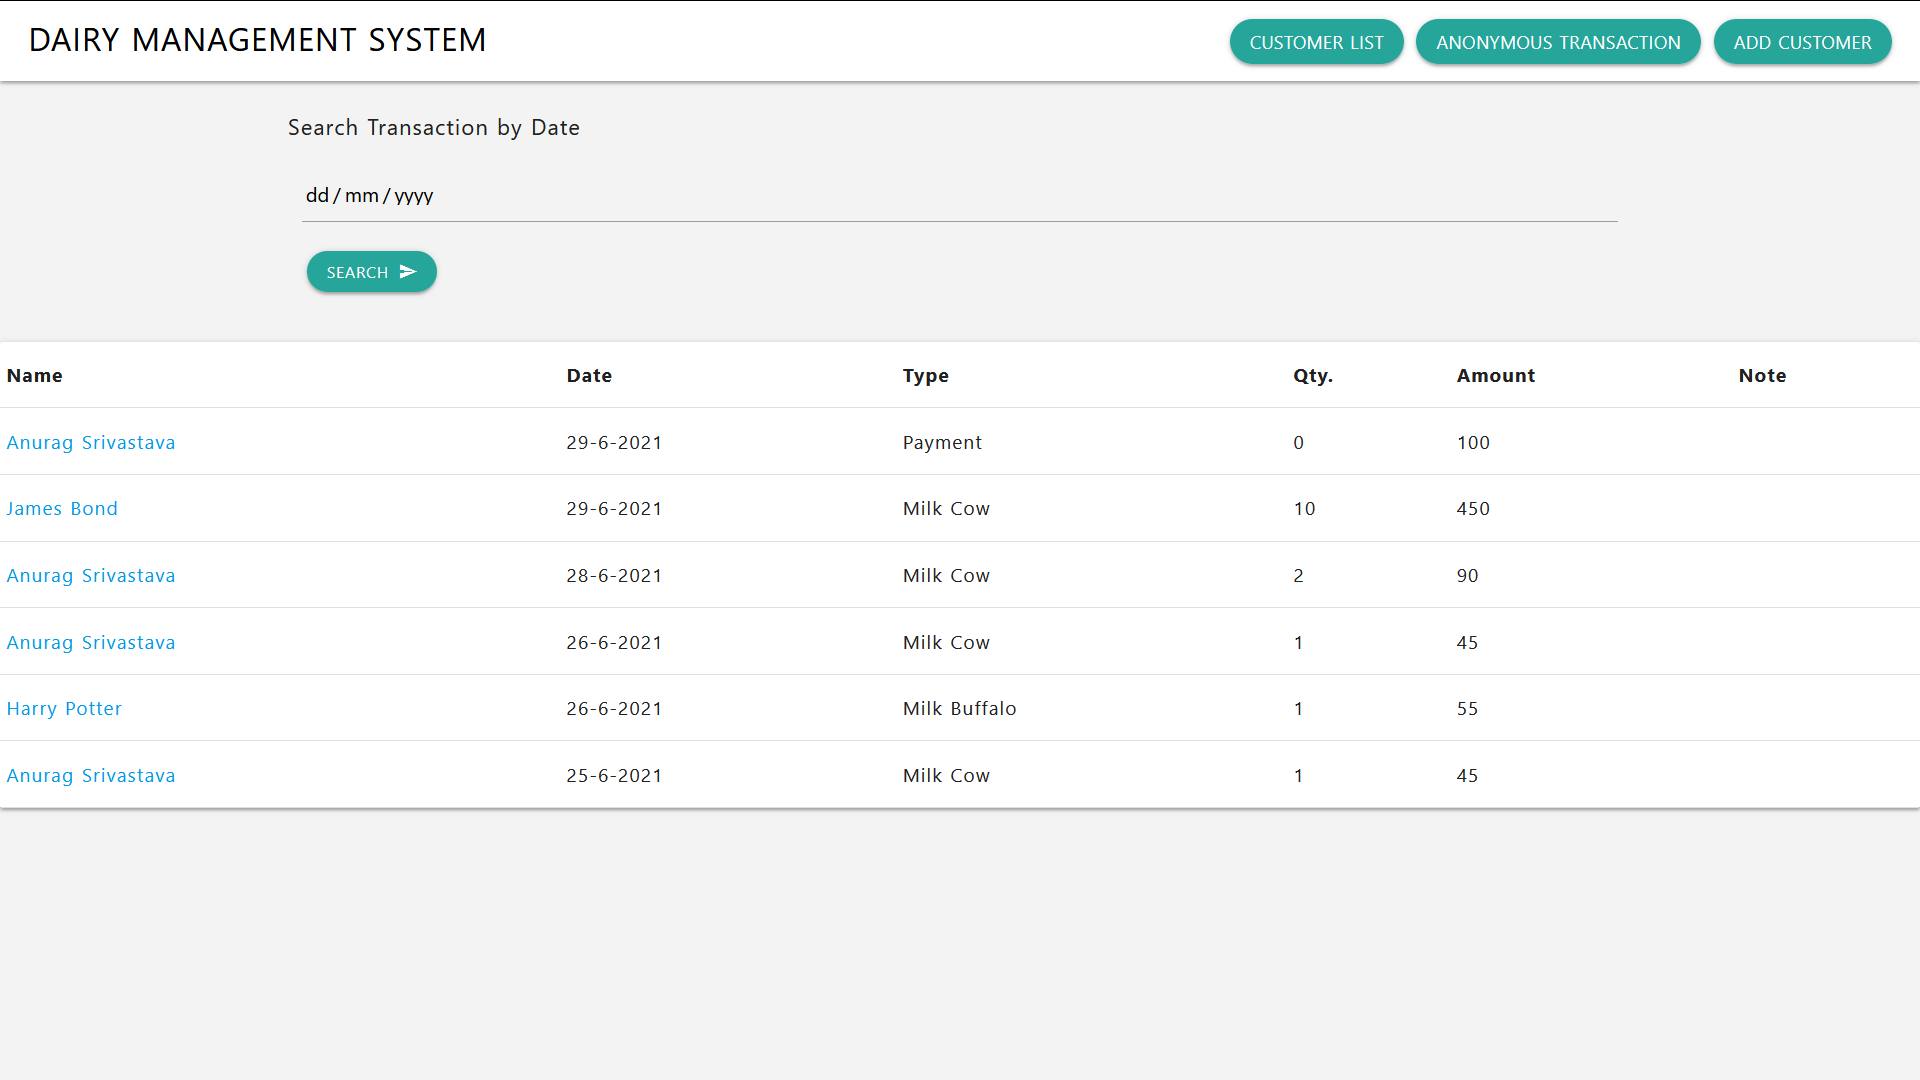 DAIRY MANAGEMENT SYSTEM CUSTOMER LIST ANONYMOUS TRANSACTION ADD CUSTOMER
Search Transaction by Date
dd/mm/yyyy
SEARCH
Name Date Type Qty. Amount Note
Anurag Srivastava 29-6-2021 Payment 0 100
James Bond 29-6-2021 Milk Cow 10 450
Anurag Srivastava 28-6-2021 Milk Cow 2 90
Anurag Srivastava 26-6-2021 Milk Cow 1 45
Harry Potter 26-6-2021 Milk Buffalo 1 55
Anurag Srivastava 25-6-2021 Milk Cow 1 45